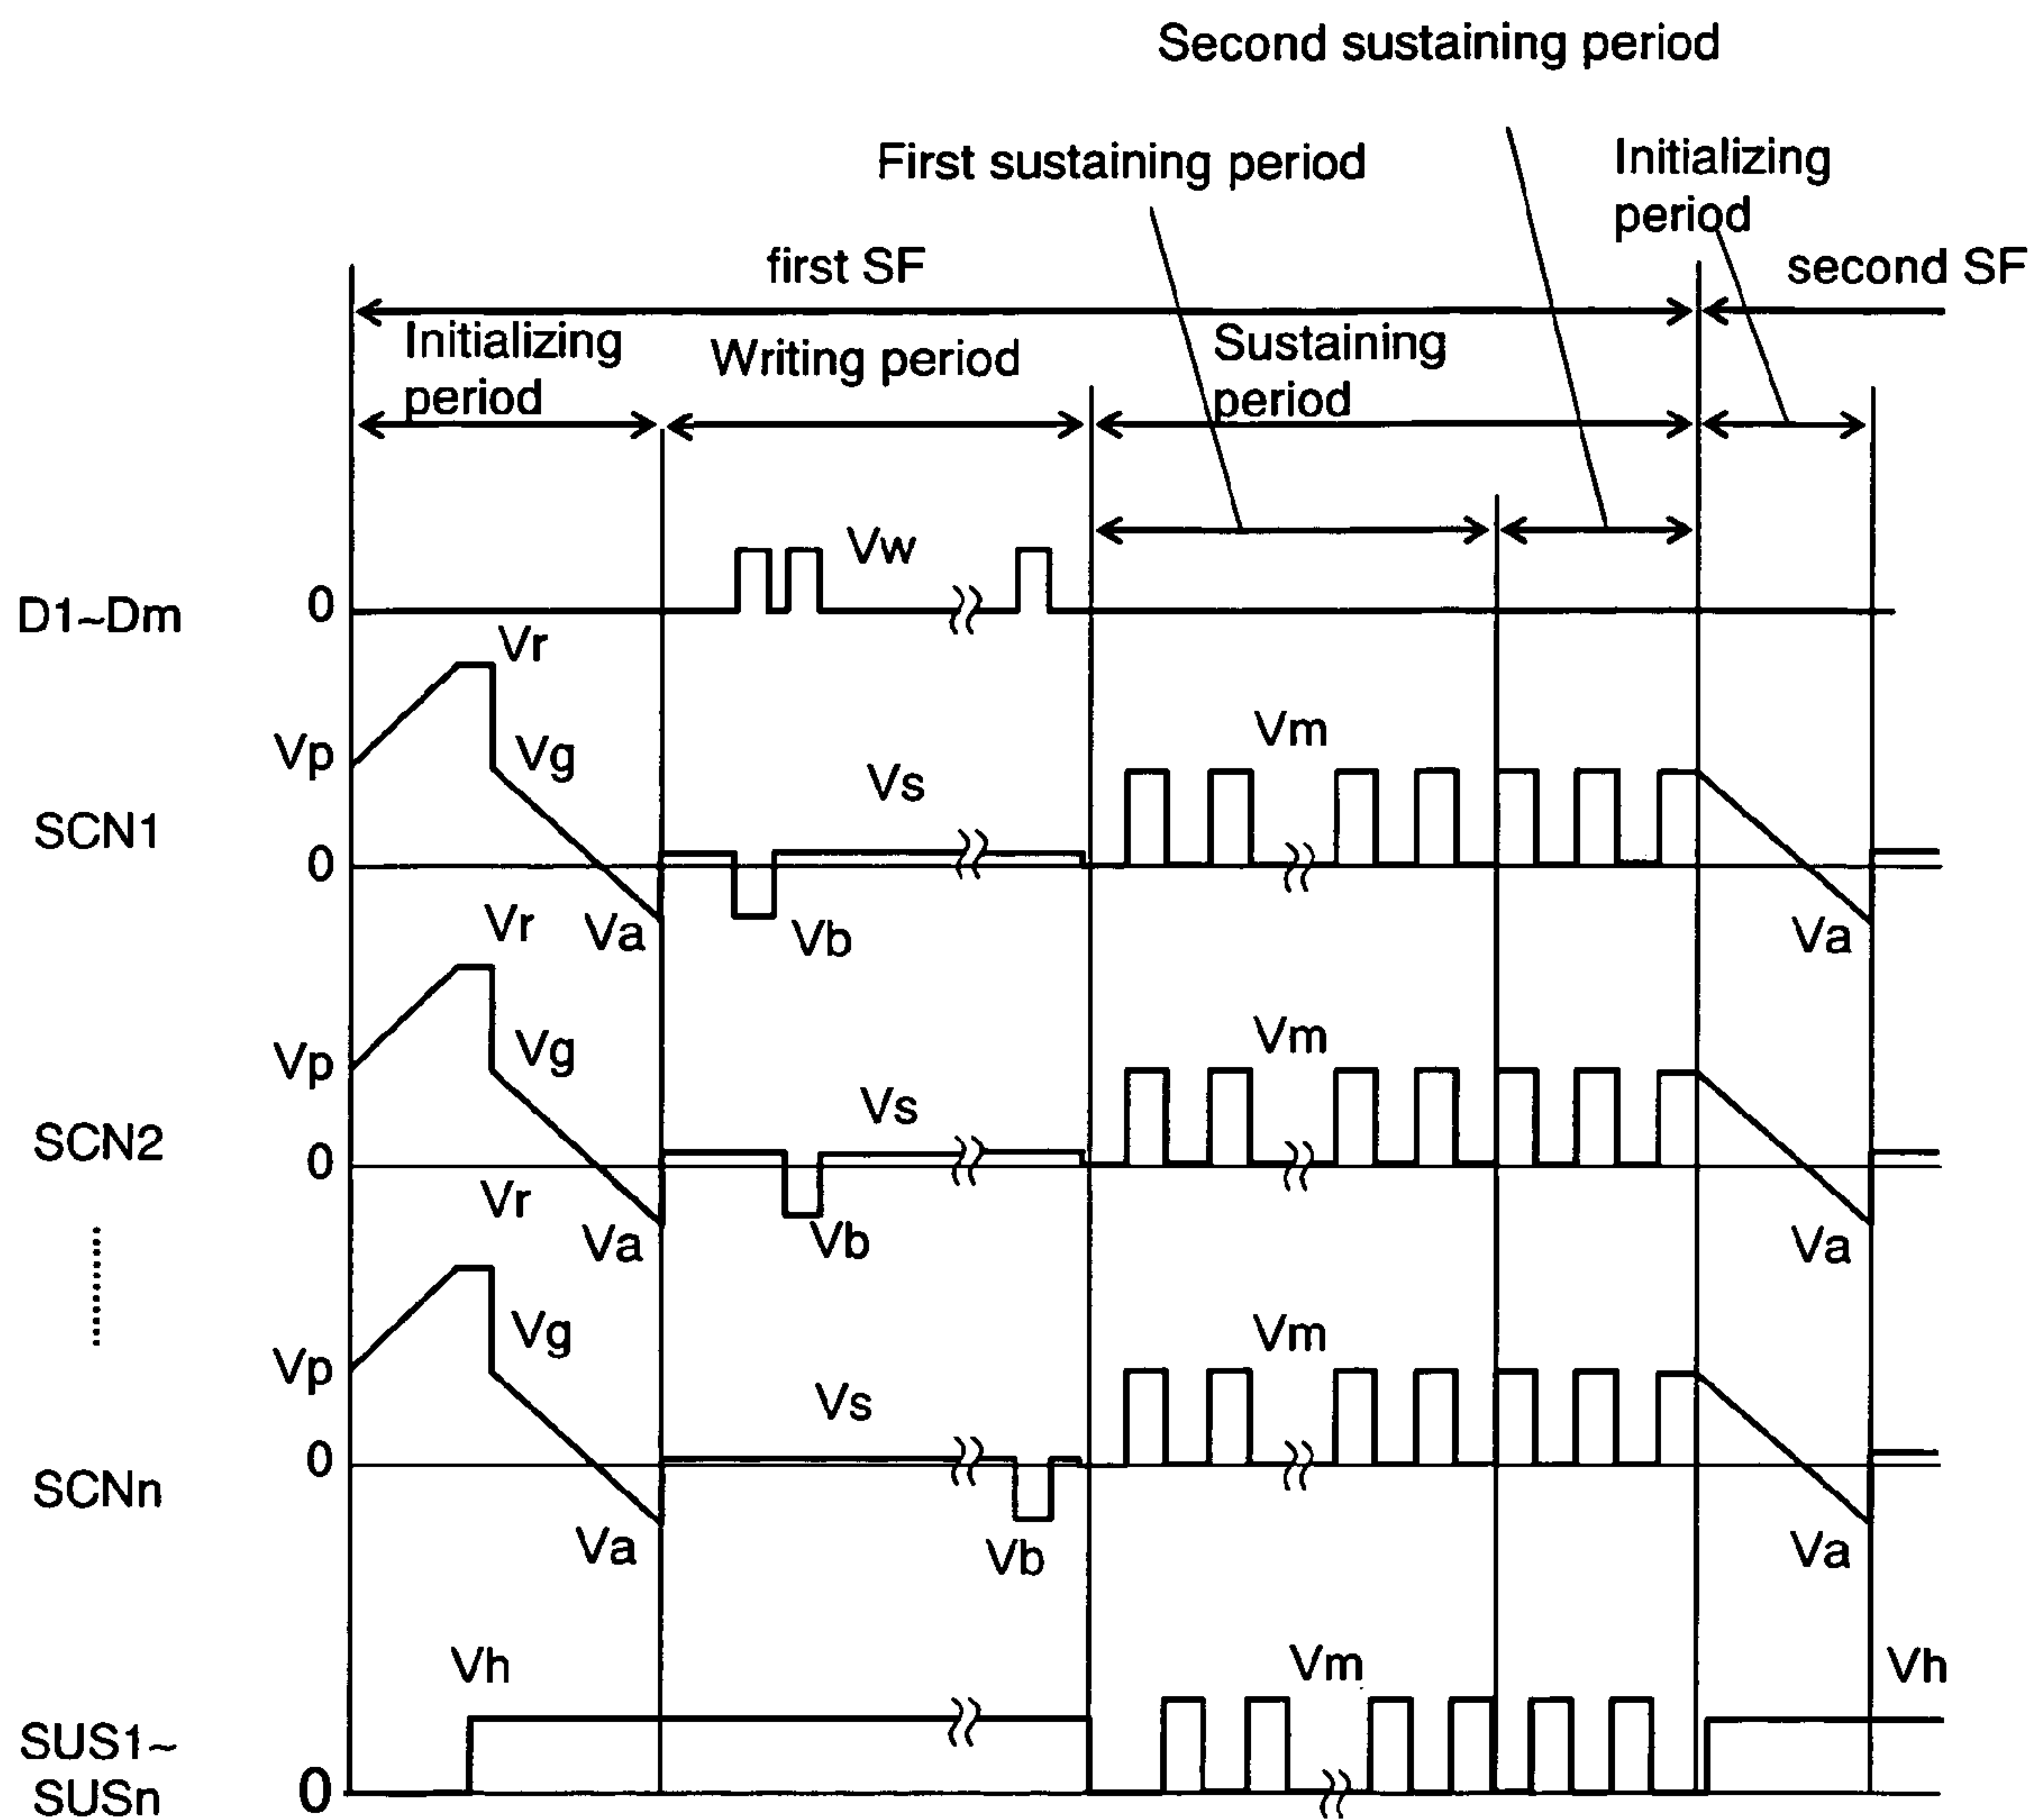 Second sustaining period
First sustaining period
Initializing
period
first SF
second SF
Initializing
period
Writing period
Sustaining
period
Vw
0
D1~Dm
Vr
Vp
Vg
Vm
Vs
SCN1
0
Vr
Va
Vb
Va
Vp
Vg
Vm
Vs
SCN2
0
Vr
Va
Vb
Va
Vp
Vg
Vm
Vs
0
SCNn
Va
Vb
Va
Vh
Vm
Vh
SUS1~
SUSn
0